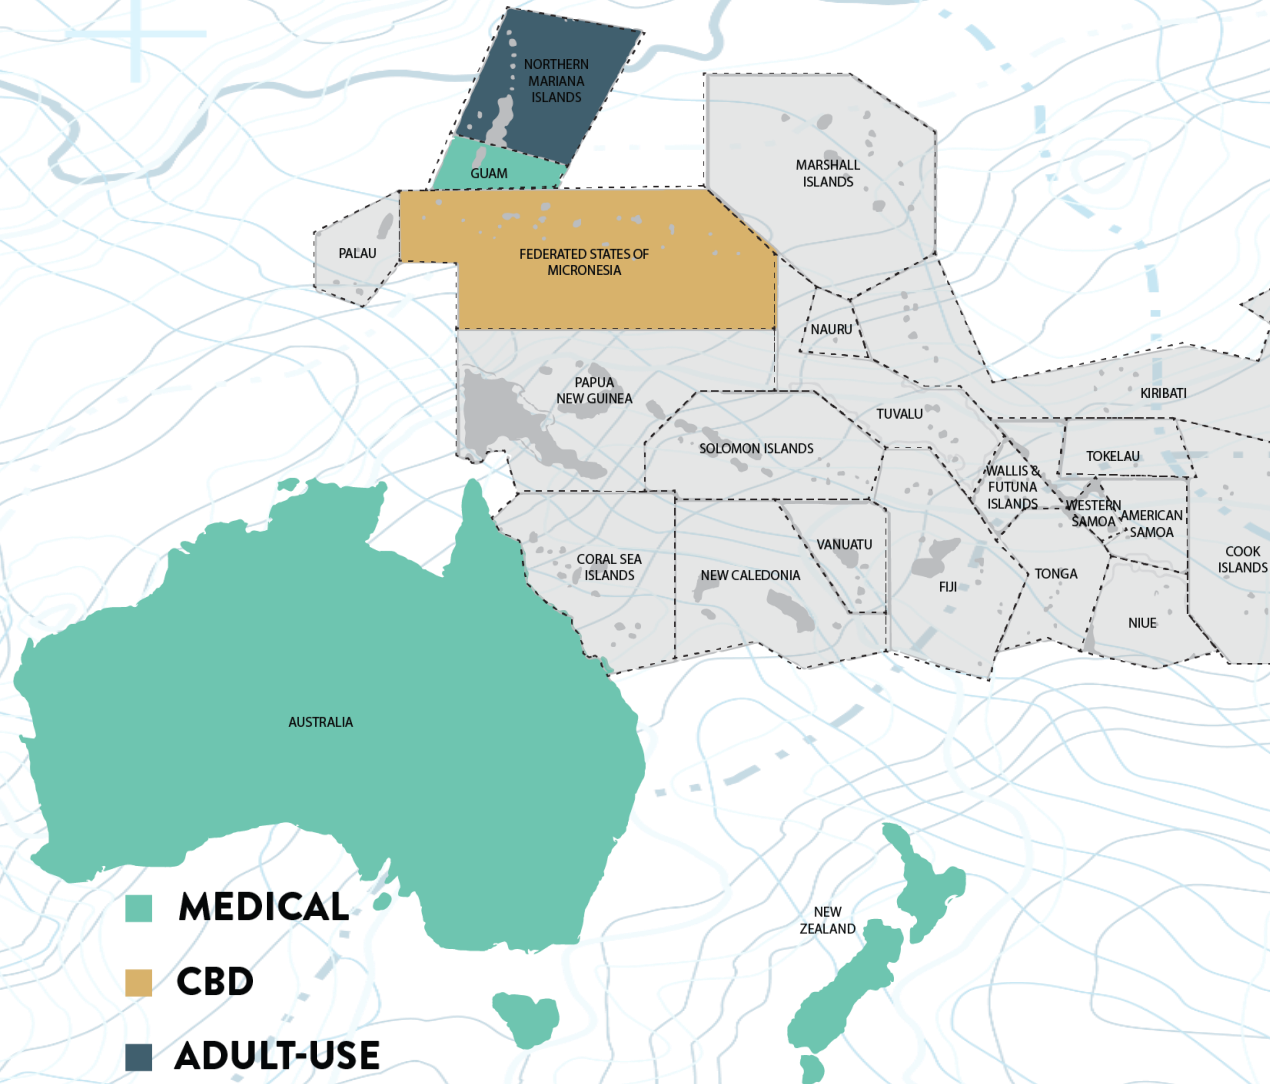 NORTHERN
MARIANA
ISLANDS
GUAM
MARSHALL
ISLANDS
PALAU
FEDERATED STATES OF
MICRONESIA
NAURU
PAPUA
NEW GUINEA
KIRIBATI
TUVALU
SOLOMON ISLANDS
TOKELAU
WALLIS &
FUTUNA
ISLANDS
WESTERN
SAMOA
AMERICAN
SAMOA
VANUATU
COOK
ISLANDS
CORAL SEA
ISLANDS
NEW CALEDONIA
FIJI
TONGA
NIUE
AUSTRALIA
NEW
ZEALAND
MEDICAL
CBD
ADULT-USE